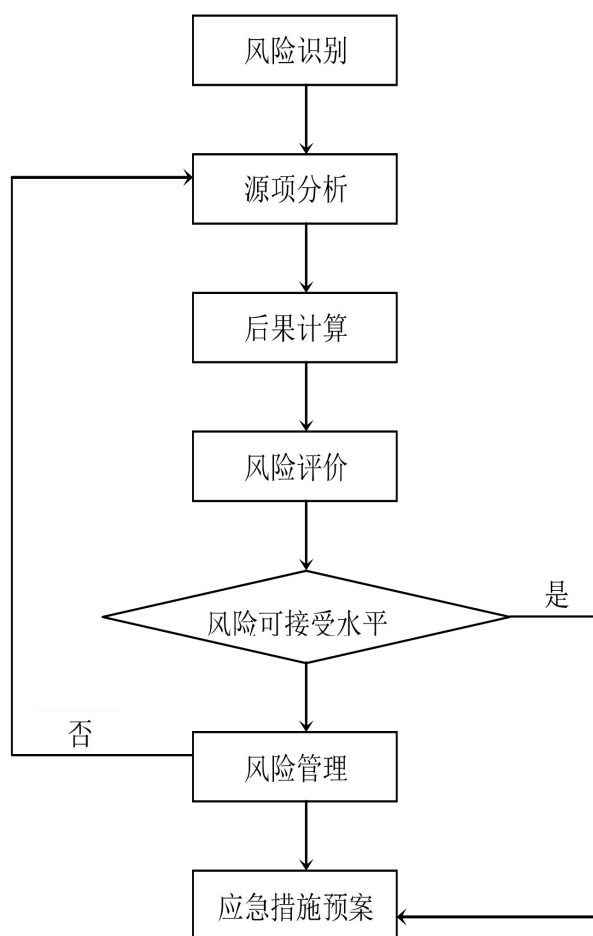 风险识别
源项分析
后果计算
风险评价
风险可接受水平
是
否
风险管理
应急措施预案